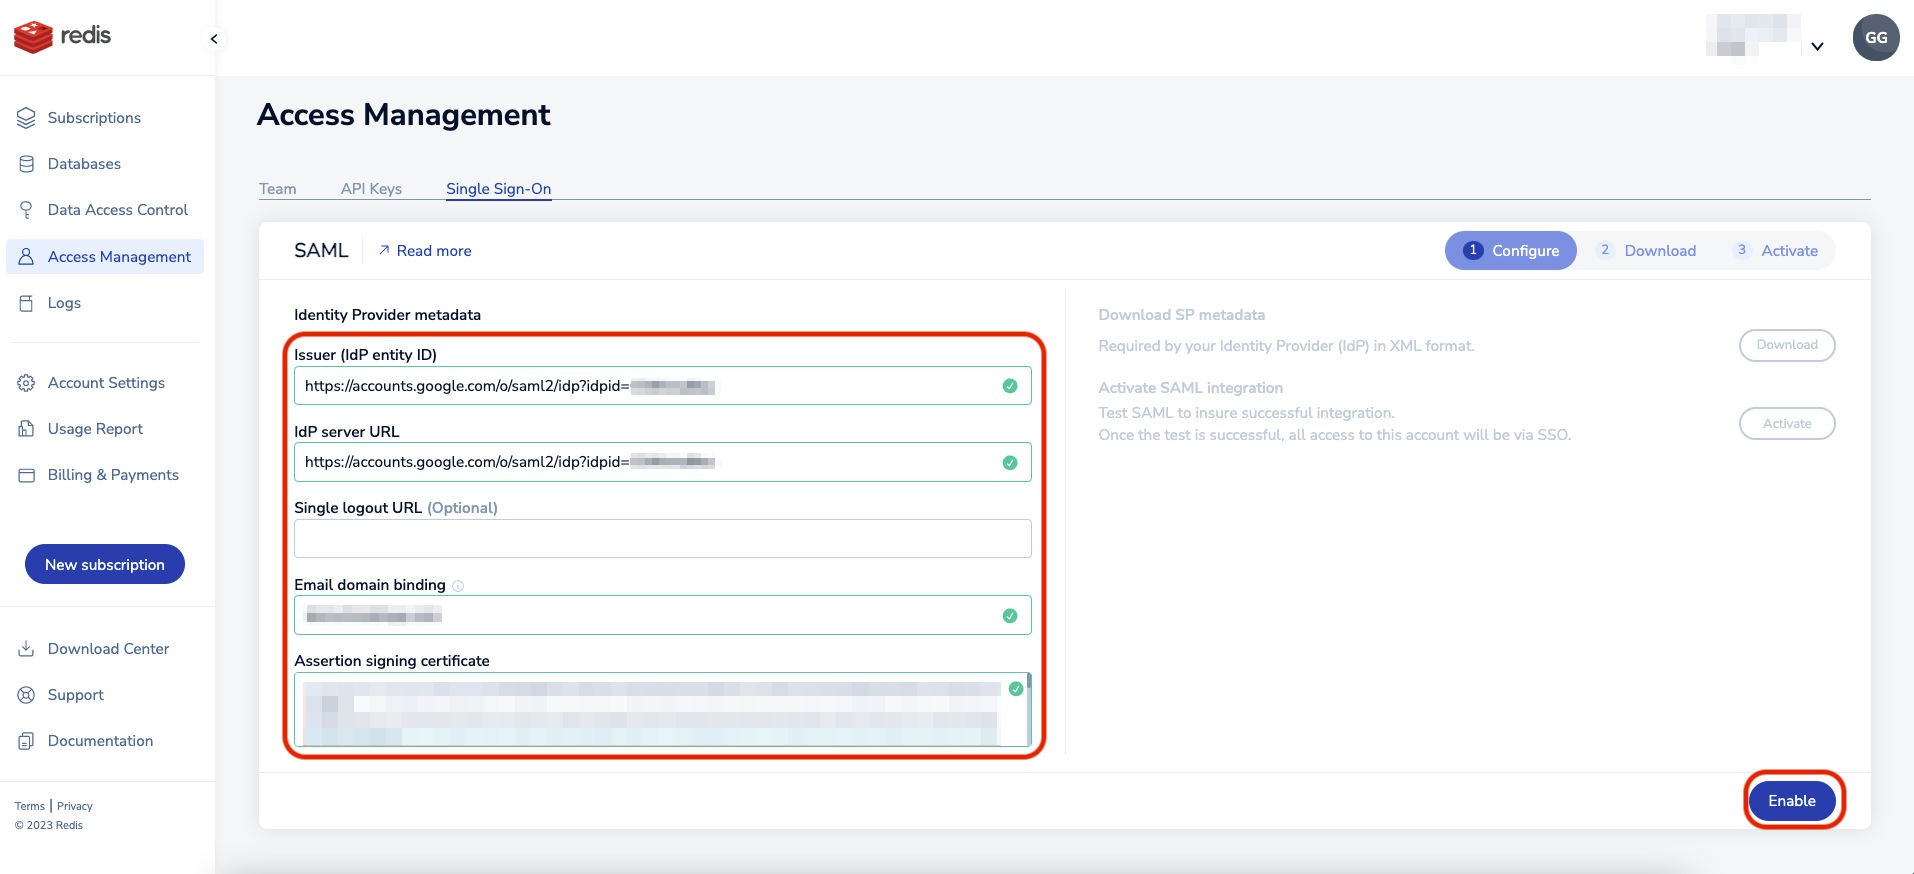 redis
GG
Subscriptions
Databases
Data Access Control
Access Management
Logs
Account Settings
Usage Report
Billing & Payments
New subscription
Download Center
Support
Documentation
Terms | Privacy
© 2023 Redis
Access Management
Team API Keys Single Sign-On
SAML Read more
1 Configure 2 Download 3 Activate
Identity Provider metadata
Issuer (IdP entity ID)
https://accounts.google.com/o/saml2/idp?idpid=
IdP server URL
https://accounts.google.com/o/saml2/idp?idpid=
Single logout URL (Optional)
Email domain binding
Assertion signing certificate
Download SP metadata
Required by your Identity Provider (IdP) in XML format.
Download
Activate SAML integration
Test SAML to insure successful integration.
Once the test is successful, all access to this account will be via SSO.
Activate
Enable